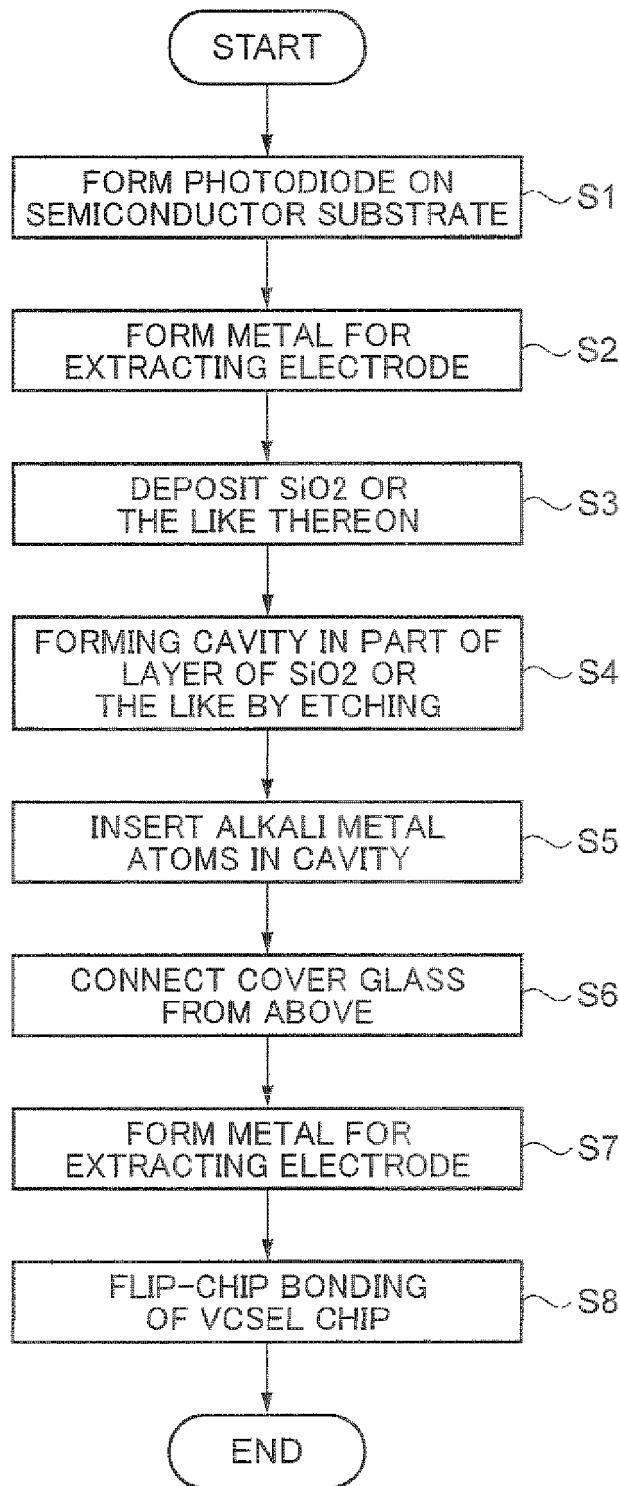 START
FORM PHOTODIODE ON
SEMICONDUCTOR SUBSTRATE
S1
FORM METAL FOR
EXTRACTING ELECTRODE
S2
DEPOSIT SiO2 OR
THE LIKE THEREON
S3
FORMING CAVITY IN PART OF
LAYER OF SiO2 OR
THE LIKE BY ETCHING
S4
INSERT ALKALI METAL
ATOMS IN CAVITY
S5
CONNECT COVER GLASS
FROM ABOVE
S6
FORM METAL FOR
EXTRACTING ELECTRODE
S7
FLIP-CHIP BONDING
OF VCSEL CHIP
S8
END